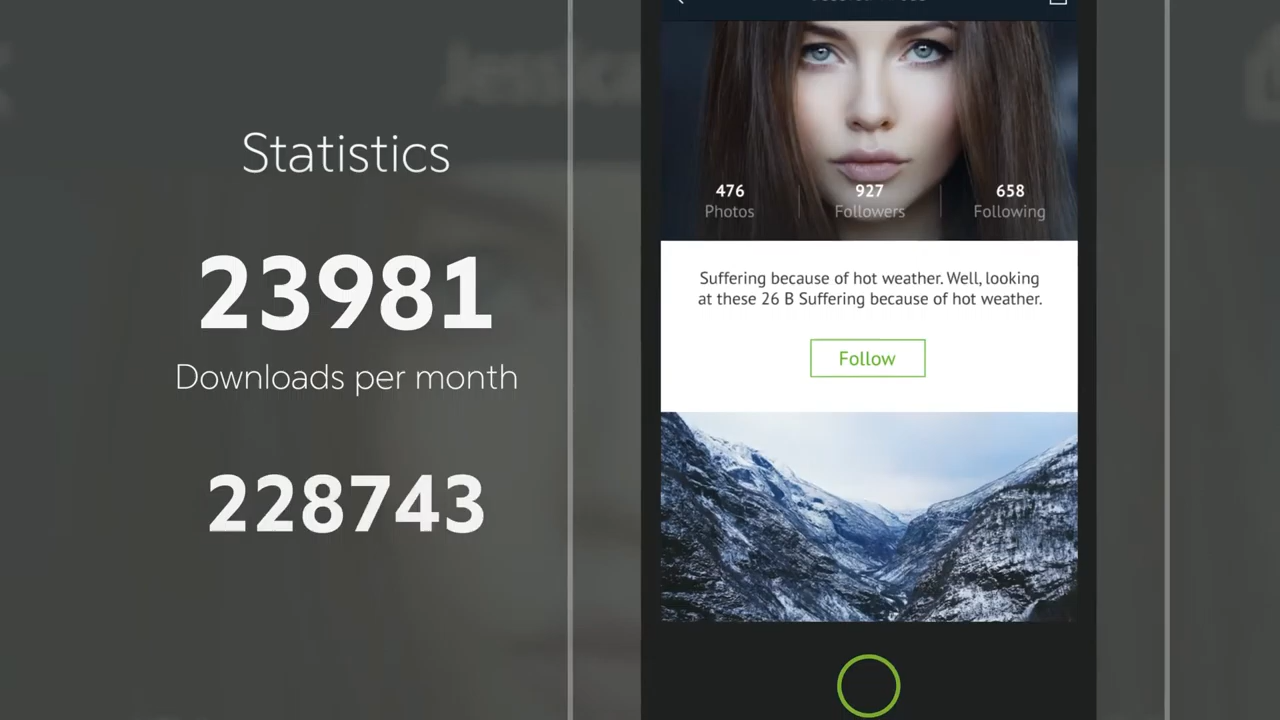 Statistics
23981
Downloads per month
228743
476
Photos
927
Followers
658
Following
Suffering because of hot weather. Well, looking
at these 26 B Suffering because of hot weather.
Follow